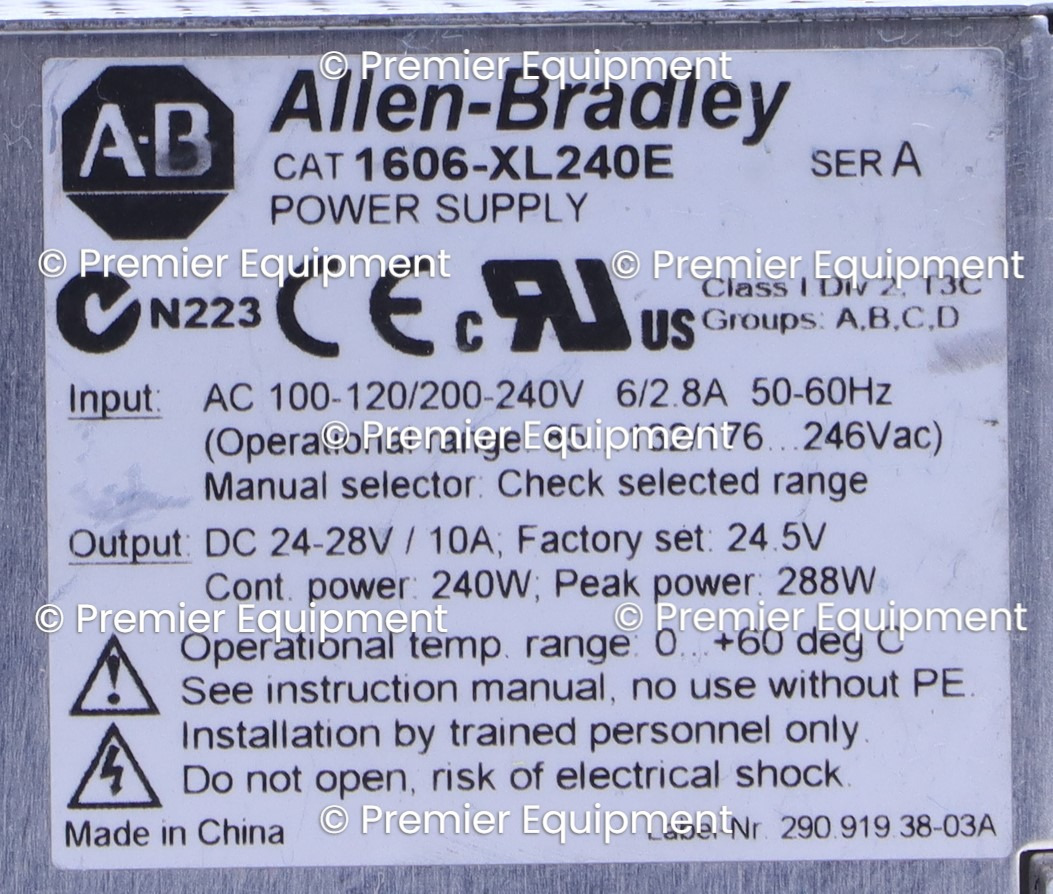 © Premier Equipment
A-B
Allen-Bradley
CAT 1606-XL240E SER A
POWER SUPPLY
© Premier Equipment © Premier Equipment
N223 CE c US Class I Div 2, T3C
Groups: A,B,C,D
Input: AC 100-120/200-240V 6/2.8A 50-60Hz
(Operational range ...246Vac)
© Premier Equipment
Manual selector: Check selected range
Output: DC 24-28V / 10A; Factory set: 24.5V
Cont. power: 240W; Peak power: 288W
© Premier Equipment © Premier Equipment
Operational temp. range: 0...+60 deg C
See instruction manual, no use without PE.
Installation by trained personnel only.
Do not open, risk of electrical shock.
Made in China Label Nr. 290.919.38-03A
© Premier Equipment